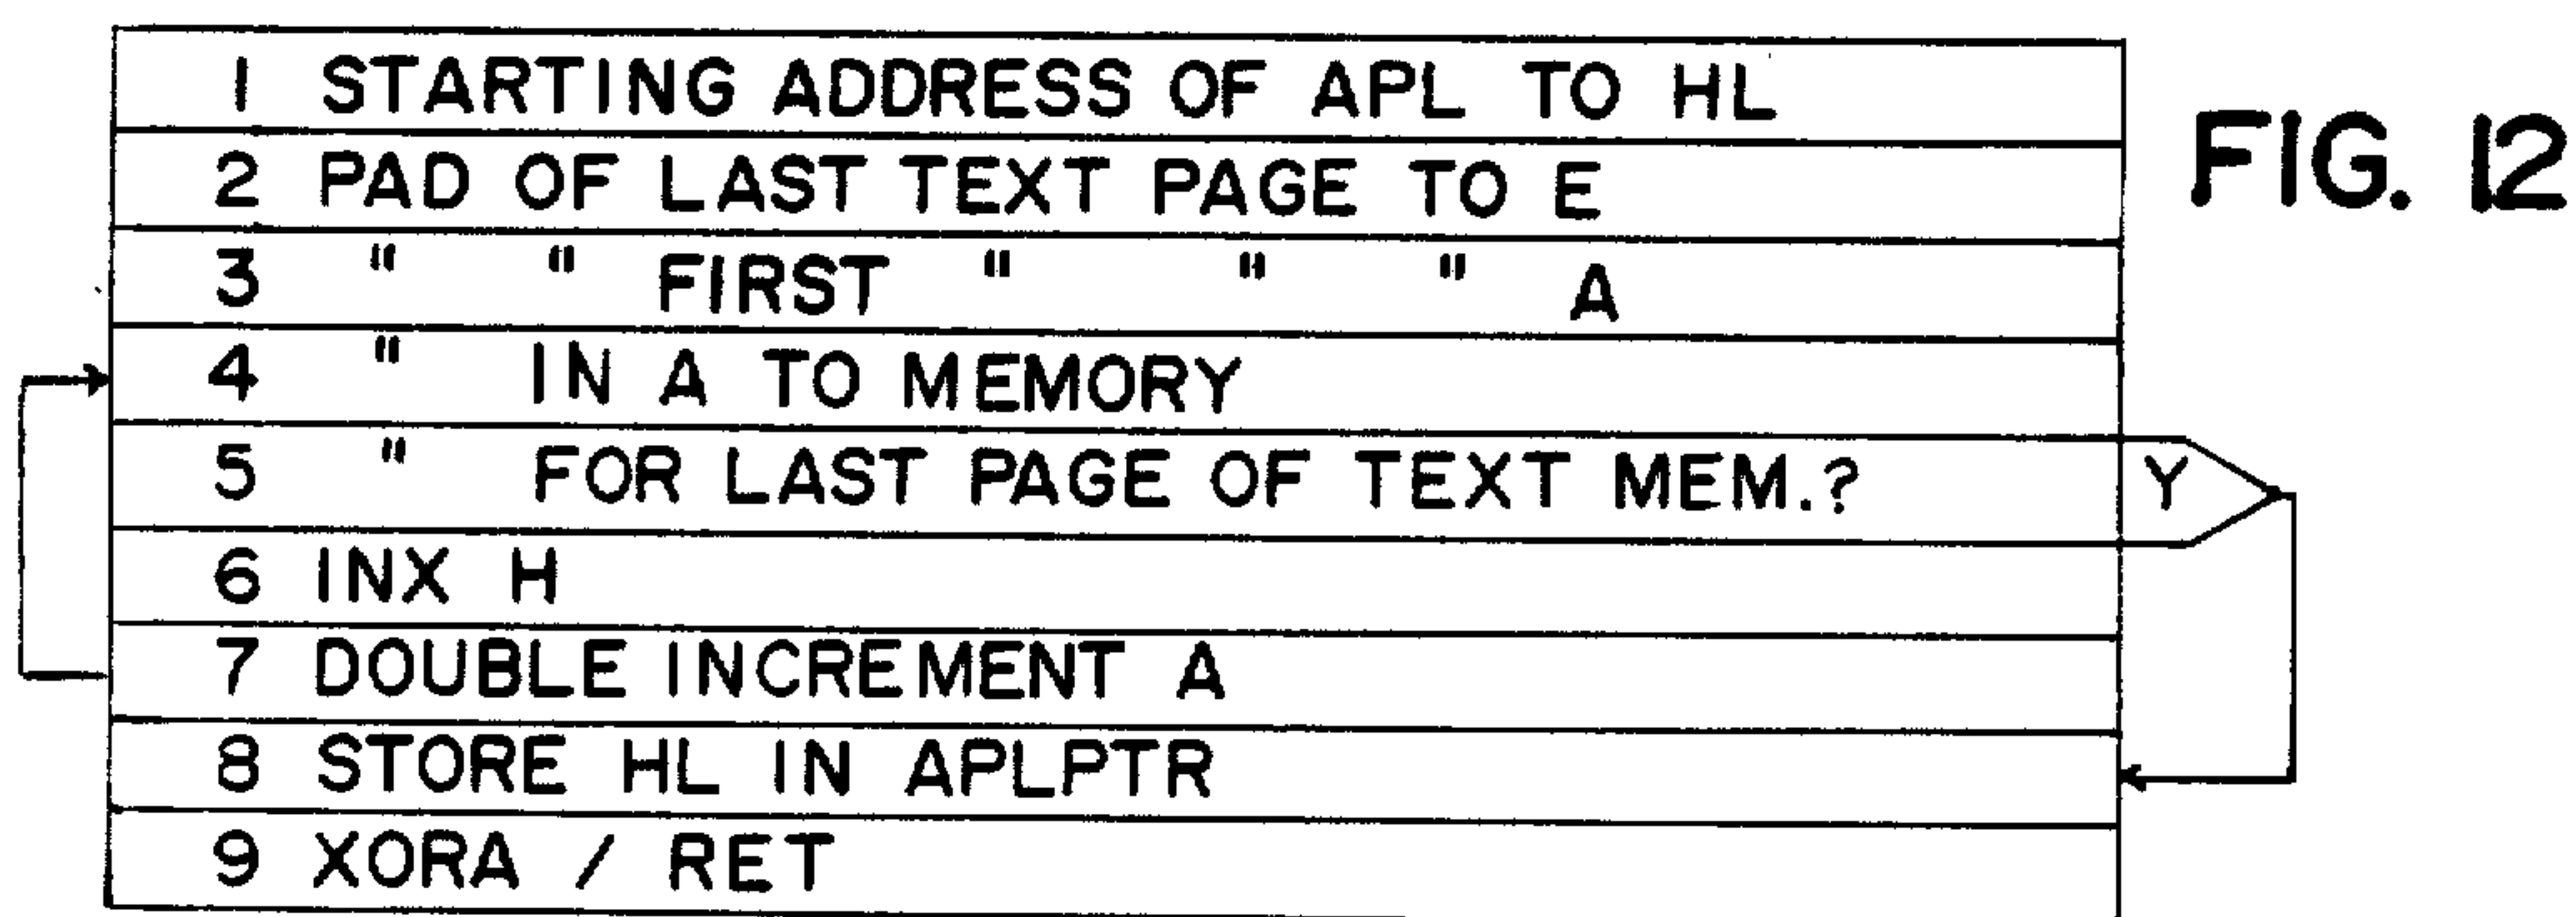 1 STARTING ADDRESS OF APL TO HL
2 PAD OF LAST TEXT PAGE TO E
3 " " FIRST " " " A
4 " IN A TO MEMORY
5 " FOR LAST PAGE OF TEXT MEM.? Y
6 INX H
7 DOUBLE INCREMENT A
8 STORE HL IN APLPTR
9 XORA / RET
FIG. 12